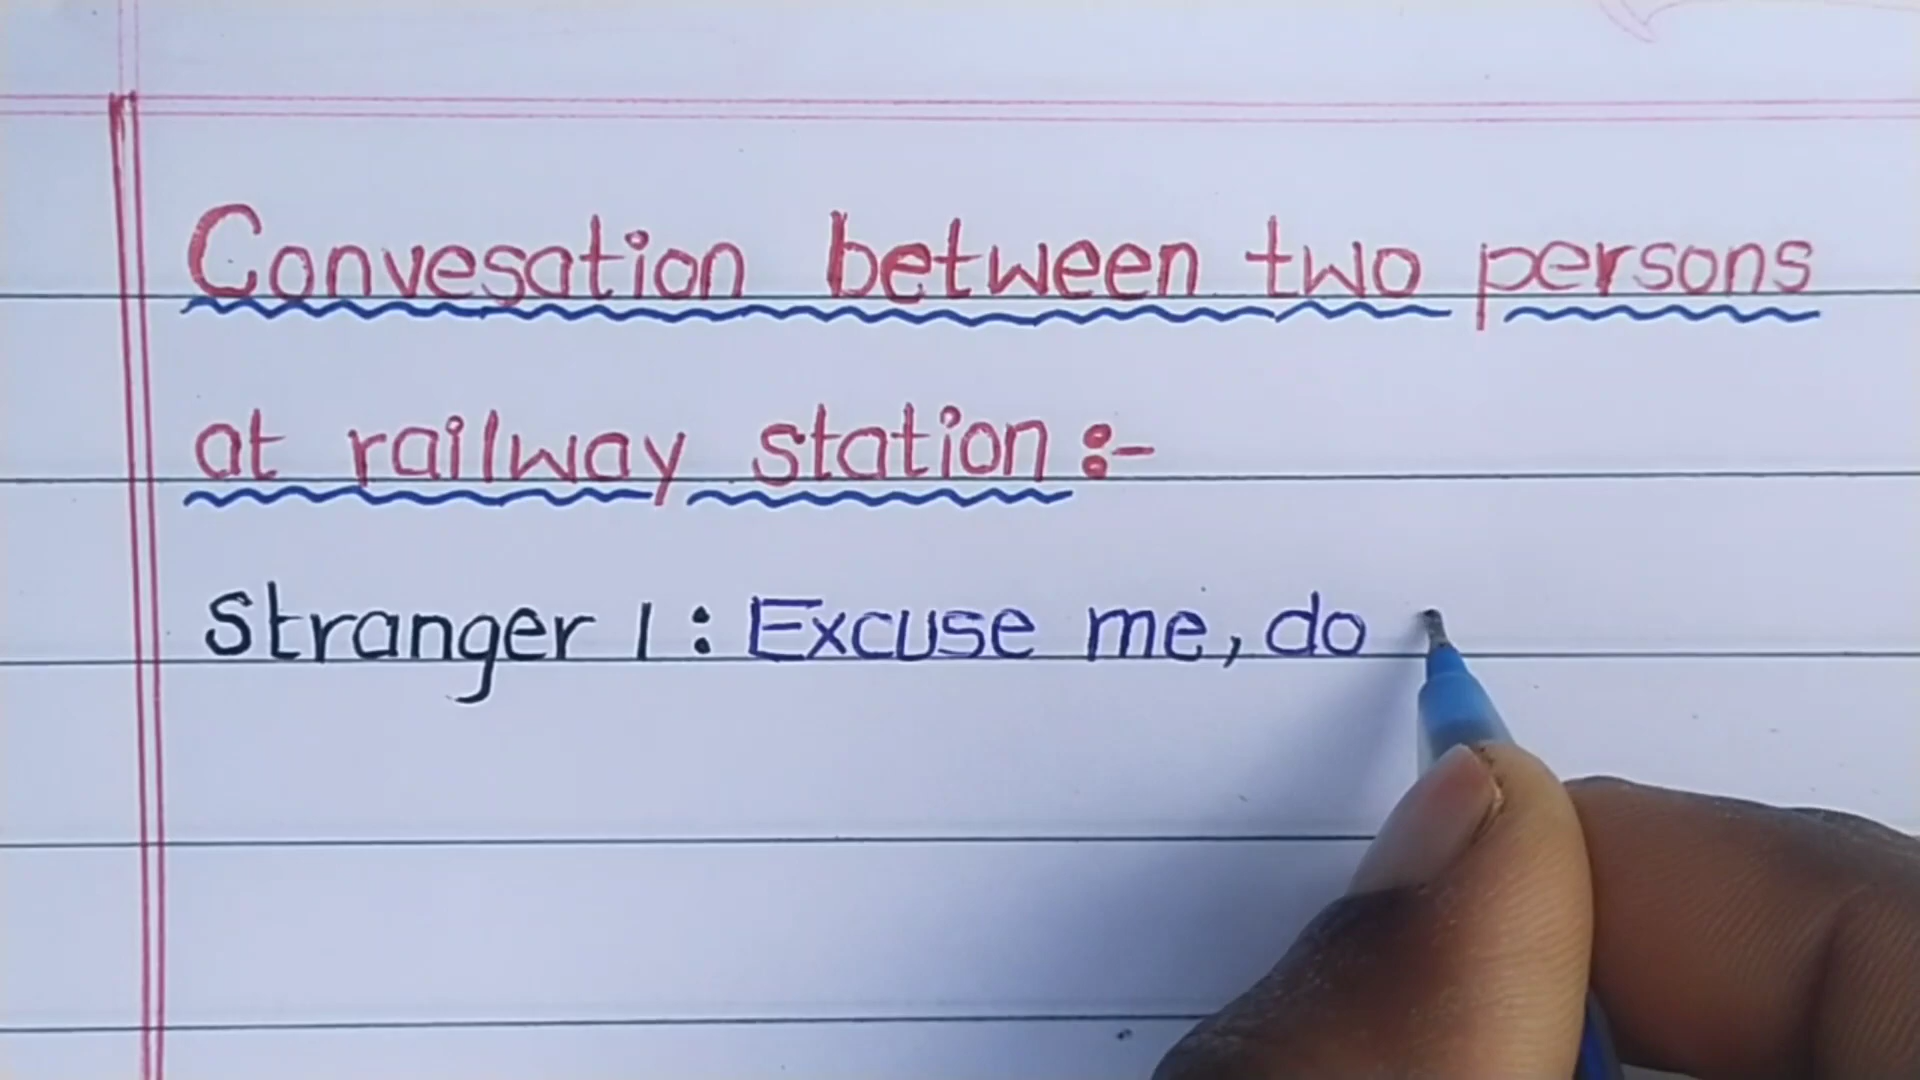 Convesation between two persons
at railway station :-
Stranger 1 : Excuse me, do